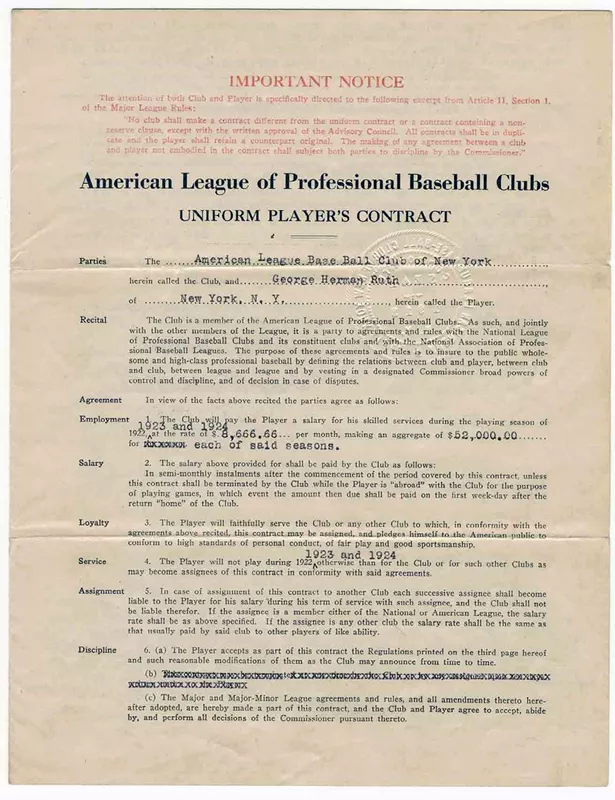 IMPORTANT NOTICE
The attention of both Club and Player is specifically directed to the following excerpt from Article II, Section 1,
of the Major League Rules:
"No club shall make a contract different from the uniform contract or a contract containing a non-
reserve clause, except with the written approval of the Advisory Council. All contracts shall be in dupli-
cate and the player shall retain a counterpart original. The making of any agreement between a club
and player not embodied in the contract shall subject both parties to discipline by the Commissioner."
American League of Professional Baseball Clubs
UNIFORM PLAYER'S CONTRACT
Parties The ......American League Base Ball Club of New York..........
herein called the Club, and.......George Herman Ruth..........,
of .......New York, N. Y..................., herein called the Player.
Recital The Club is a member of the American League of Professional Baseball Clubs. As such, and jointly
with the other members of the League, it is a party to agreements and rules with the National League
of Professional Baseball Clubs and its constituent clubs and with the National Association of Profes-
sional Baseball Leagues. The purpose of these agreements and rules is to insure to the public whole-
some and high-class professional baseball by defining the relations between club and player, between club
and club, between league and league and by vesting in a designated Commissioner broad powers of
control and discipline, and of decision in case of disputes.
Agreement In view of the facts above recited the parties agree as follows:
Employment 1. The Club will pay the Player a salary for his skilled services during the playing season of
1923 and 1924
1922, at the rate of $.8,666.66... per month, making an aggregate of $52,000.00.......
for each of said seasons.
Salary 2. The salary above provided for shall be paid by the Club as follows:
In semi-monthly instalments after the commencement of the period covered by this contract, unless
this contract shall be terminated by the Club while the Player is "abroad" with the Club for the purpose
of playing games, in which event the amount then due shall be paid on the first week-day after the
return "home" of the Club.
Loyalty 3. The Player will faithfully serve the Club or any other Club to which, in conformity with the
agreements above recited, this contract may be assigned, and pledges himself to the American public to
conform to high standards of personal conduct, of fair play and good sportsmanship.
1923 and 1924
Service 4. The Player will not play during 1922, otherwise than for the Club or for such other Clubs as
may become assignees of this contract in conformity with said agreements.
Assignment 5. In case of assignment of this contract to another Club each successive assignee shall become
liable to the Player for his salary during his term of service with such assignee, and the Club shall not
be liable therefor. If the assignee is a member either of the National or American League, the salary
rate shall be as above specified. If the assignee is any other club the salary rate shall be the same as
that usually paid by said club to other players of like ability.
Discipline 6. (a) The Player accepts as part of this contract the Regulations printed on the third page hereof
and such reasonable modifications of them as the Club may announce from time to time.
(b)
(c) The Major and Major-Minor League agreements and rules, and all amendments thereto here-
after adopted, are hereby made a part of this contract, and the Club and Player agree to accept, abide
by, and perform all decisions of the Commissioner pursuant thereto.